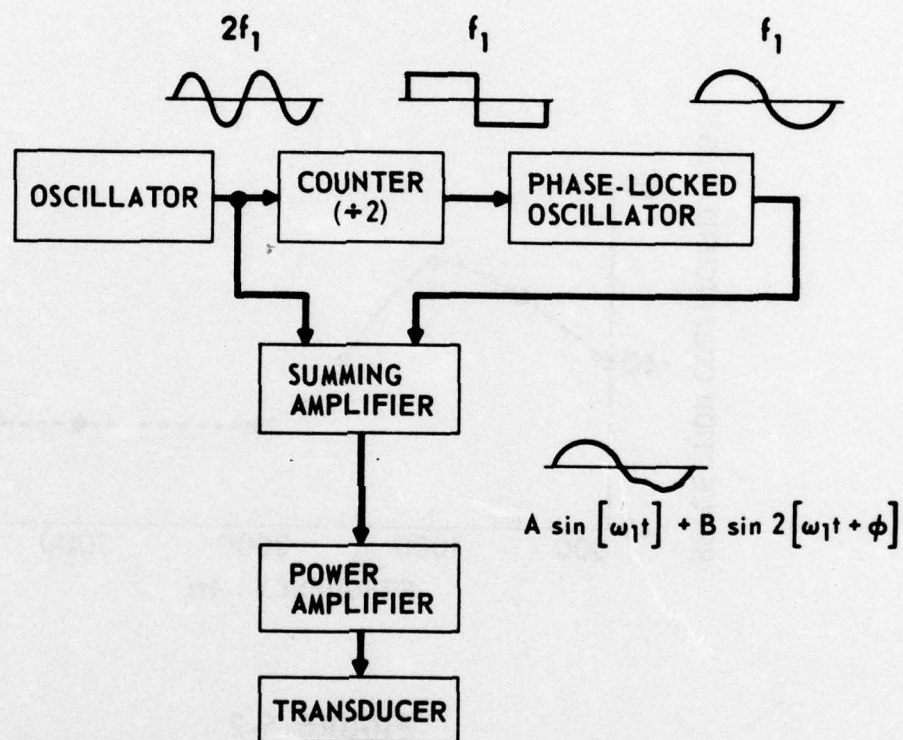 2f₁ f₁ f₁
OSCILLATOR
COUNTER
(÷2)
PHASE-LOCKED
OSCILLATOR
SUMMING
AMPLIFIER
A sin [ω₁t] + B sin 2[ω₁t + φ]
POWER
AMPLIFIER
TRANSDUCER